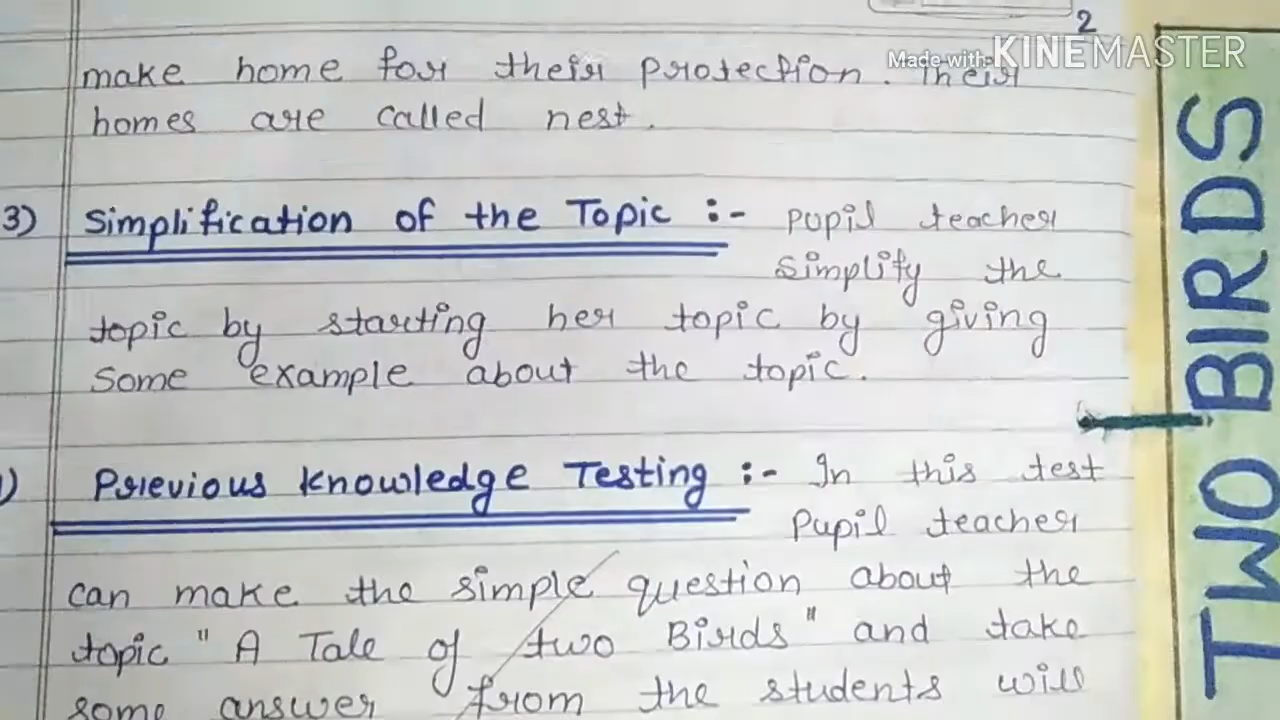 2
Made with KINEMASTER
make home for their protection. Their
homes are called nest.
3) Simplification of the Topic :- Pupil teacher
simplify the
topic by starting her topic by giving
some example about the topic.
Previous Knowledge Testing :- In this test
Pupil teacher
can make the simple question about the
topic "A Tale of two Birds" and take
some answer from the students will
TWO BIRDS